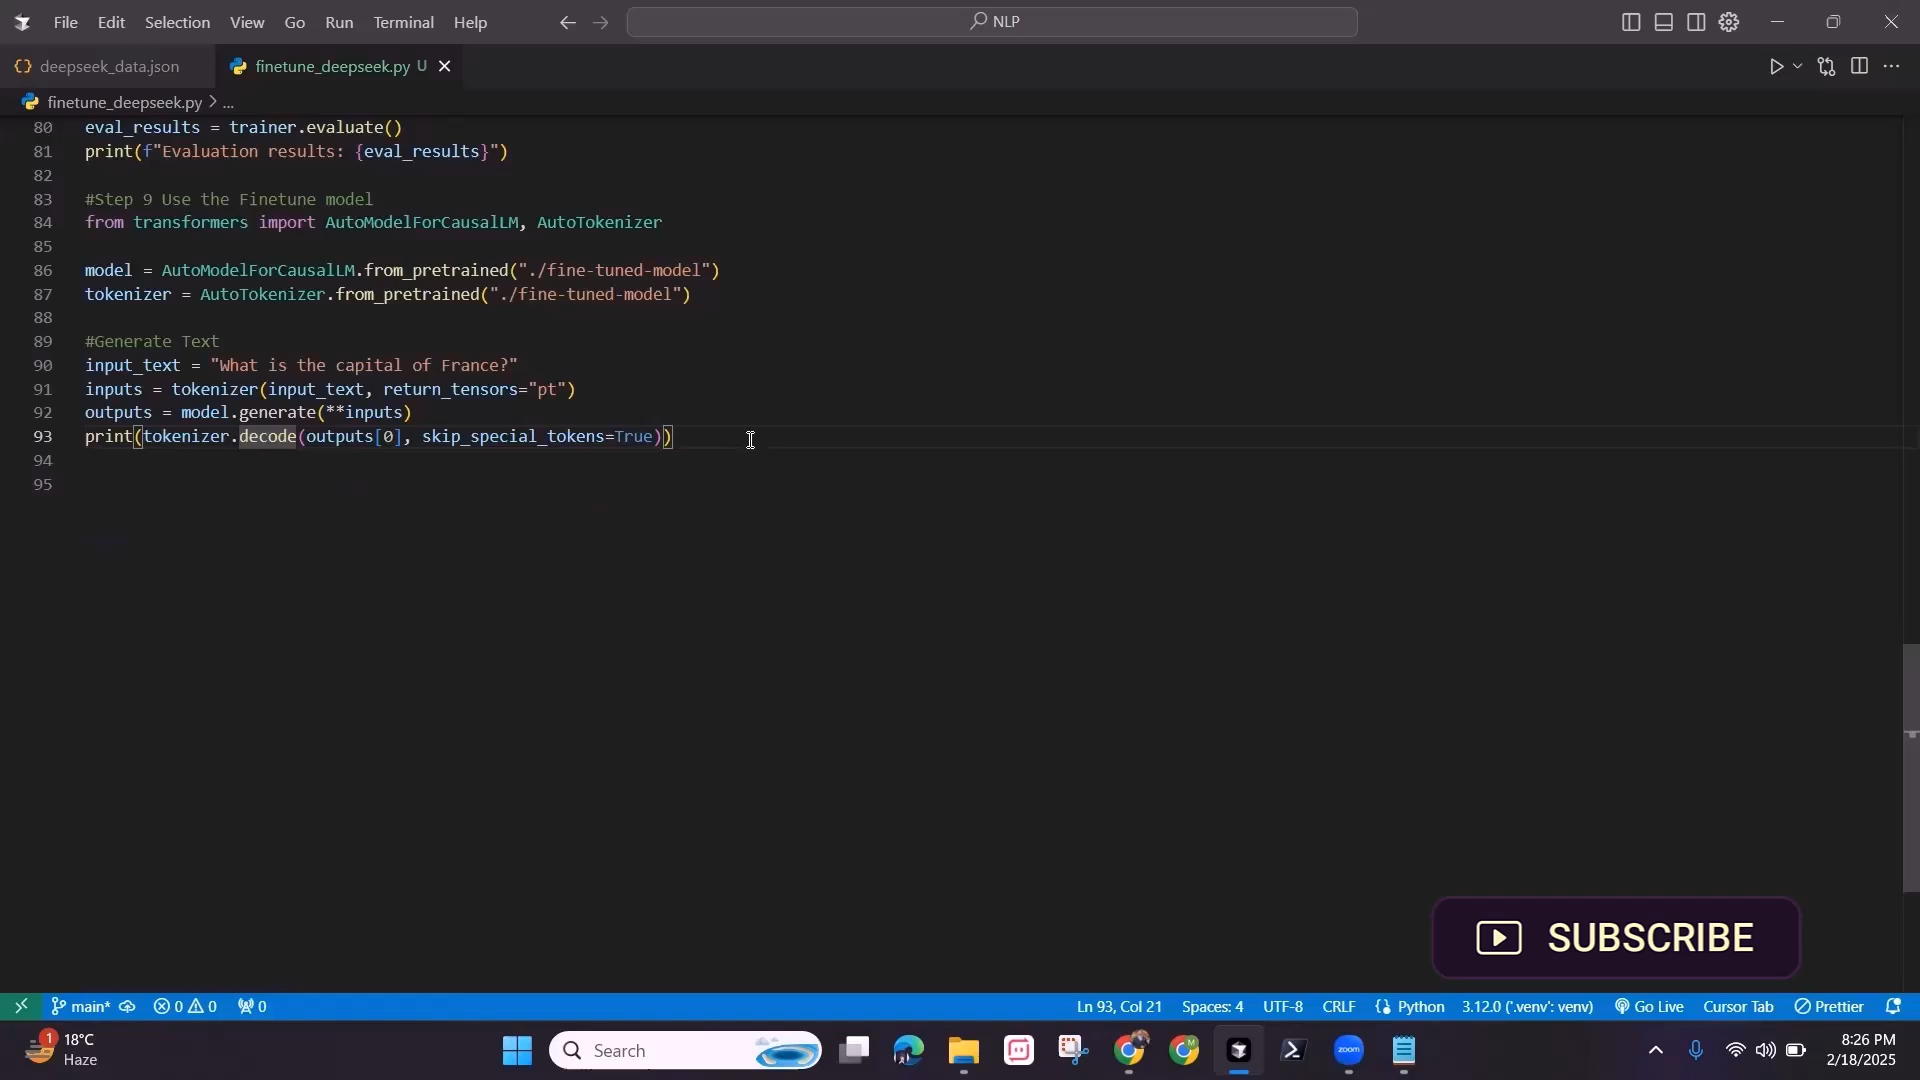 File Edit Selection View Go Run Terminal Help NLP
deepseek_data.json finetune_deepseek.py U
finetune_deepseek.py > ...
80 eval_results = trainer.evaluate()
81 print(f"Evaluation results: {eval_results}")
82
83 #Step 9 Use the Finetune model
84 from transformers import AutoModelForCausalLM, AutoTokenizer
85
86 model = AutoModelForCausalLM.from_pretrained("./fine-tuned-model")
87 tokenizer = AutoTokenizer.from_pretrained("./fine-tuned-model")
88
89 #Generate Text
90 input_text = "What is the capital of France?"
91 inputs = tokenizer(input_text, return_tensors="pt")
92 outputs = model.generate(**inputs)
93 print(tokenizer.decode(outputs[0], skip_special_tokens=True))
94
95
SUBSCRIBE
main* 0 0 0 Ln 93, Col 21 Spaces: 4 UTF-8 CRLF Python 3.12.0 ('.venv': venv) Go Live Cursor Tab Prettier
1 18°C Search zoom M 8:26 PM
Haze 2/18/2025